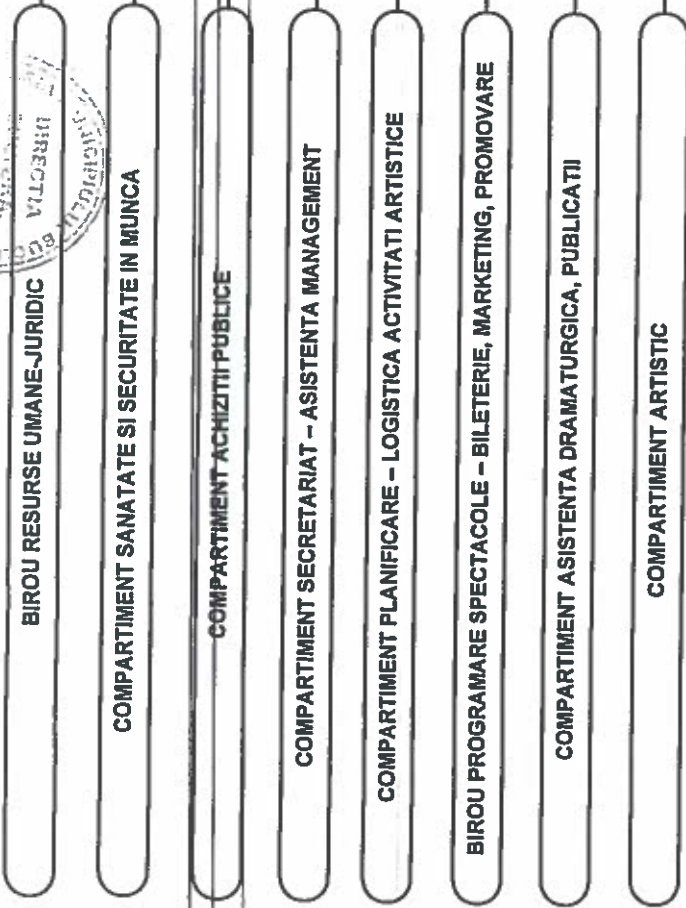 BIROU RESURSE UMANE-JURIDIC
COMPARTIMENT SANATATE SI SECURITATE IN MUNCA
COMPARTIMENT ACHIZITII PUBLICE
COMPARTIMENT SECRETARIAT – ASISTENTA MANAGEMENT
COMPARTIMENT PLANIFICARE – LOGISTICA ACTIVITATI ARTISTICE
BIROU PROGRAMARE SPECTACOLE – BILETERIE, MARKETING, PROMOVARE
COMPARTIMENT ASISTENTA DRAMATURGICA, PUBLICATII
COMPARTIMENT ARTISTIC
DIRECTIA